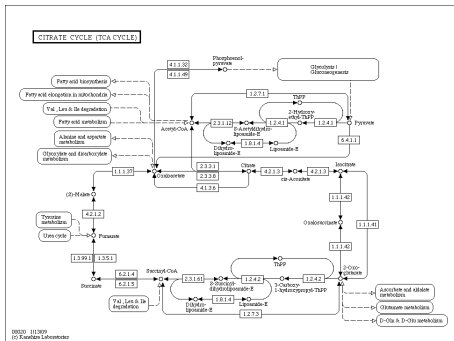 CITRATE CYCLE (TCA CYCLE)
4.1.1.32
4.1.1.49
Phosphoenol-
pyruvate
Glycolysis /
Gluconeogenesis
Fatty acid biosynthesis
Fatty acid elongation in mitochondria
Val, Leu & Ile degradation
Fatty acid metabolism
Alanine and aspartate
metabolism
Glyoxylate and dicarboxylate
metabolism
1.2.7.1
ThPP
2-Hydroxy-
ethyl-ThPP
Acetyl-CoA
2.3.1.12
S-Acetyldihydro-
lipoamide-E
1.2.4.1
1.2.4.1
Pyruvate
1.8.1.4
Dihydro-
lipoamide-E
Lipoamide-E
6.4.1.1
1.1.1.37
Oxaloacetate
2.3.3.1
2.3.3.8
4.1.3.6
Citrate
4.2.1.3
cis-Aconitate
4.2.1.3
Isocitrate
(S)-Malate
1.1.1.42
4.2.1.2
Tyrosine
metabolism
Urea cycle
Fumarate
Oxalosuccinate
1.1.1.41
1.1.1.42
1.3.99.1
1.3.5.1
ThPP
2-Oxo-
glutarate
Succinate
6.2.1.4
6.2.1.5
Succinyl-CoA
2.3.1.61
S-Succinyl-
dihydrolipoamide-E
1.2.4.2
3-Carboxy-
1-hydroxypropyl-ThPP
1.2.4.2
Val, Leu & Ile
degradation
Dihydro-
lipoamide-E
1.8.1.4
Lipoamide-E
1.2.7.3
Ascorbate and aldarate
metabolism
Glutamate metabolism
D-Gln & D-Glu metabolism
00020 11/13/09
(c) Kanehisa Laboratories